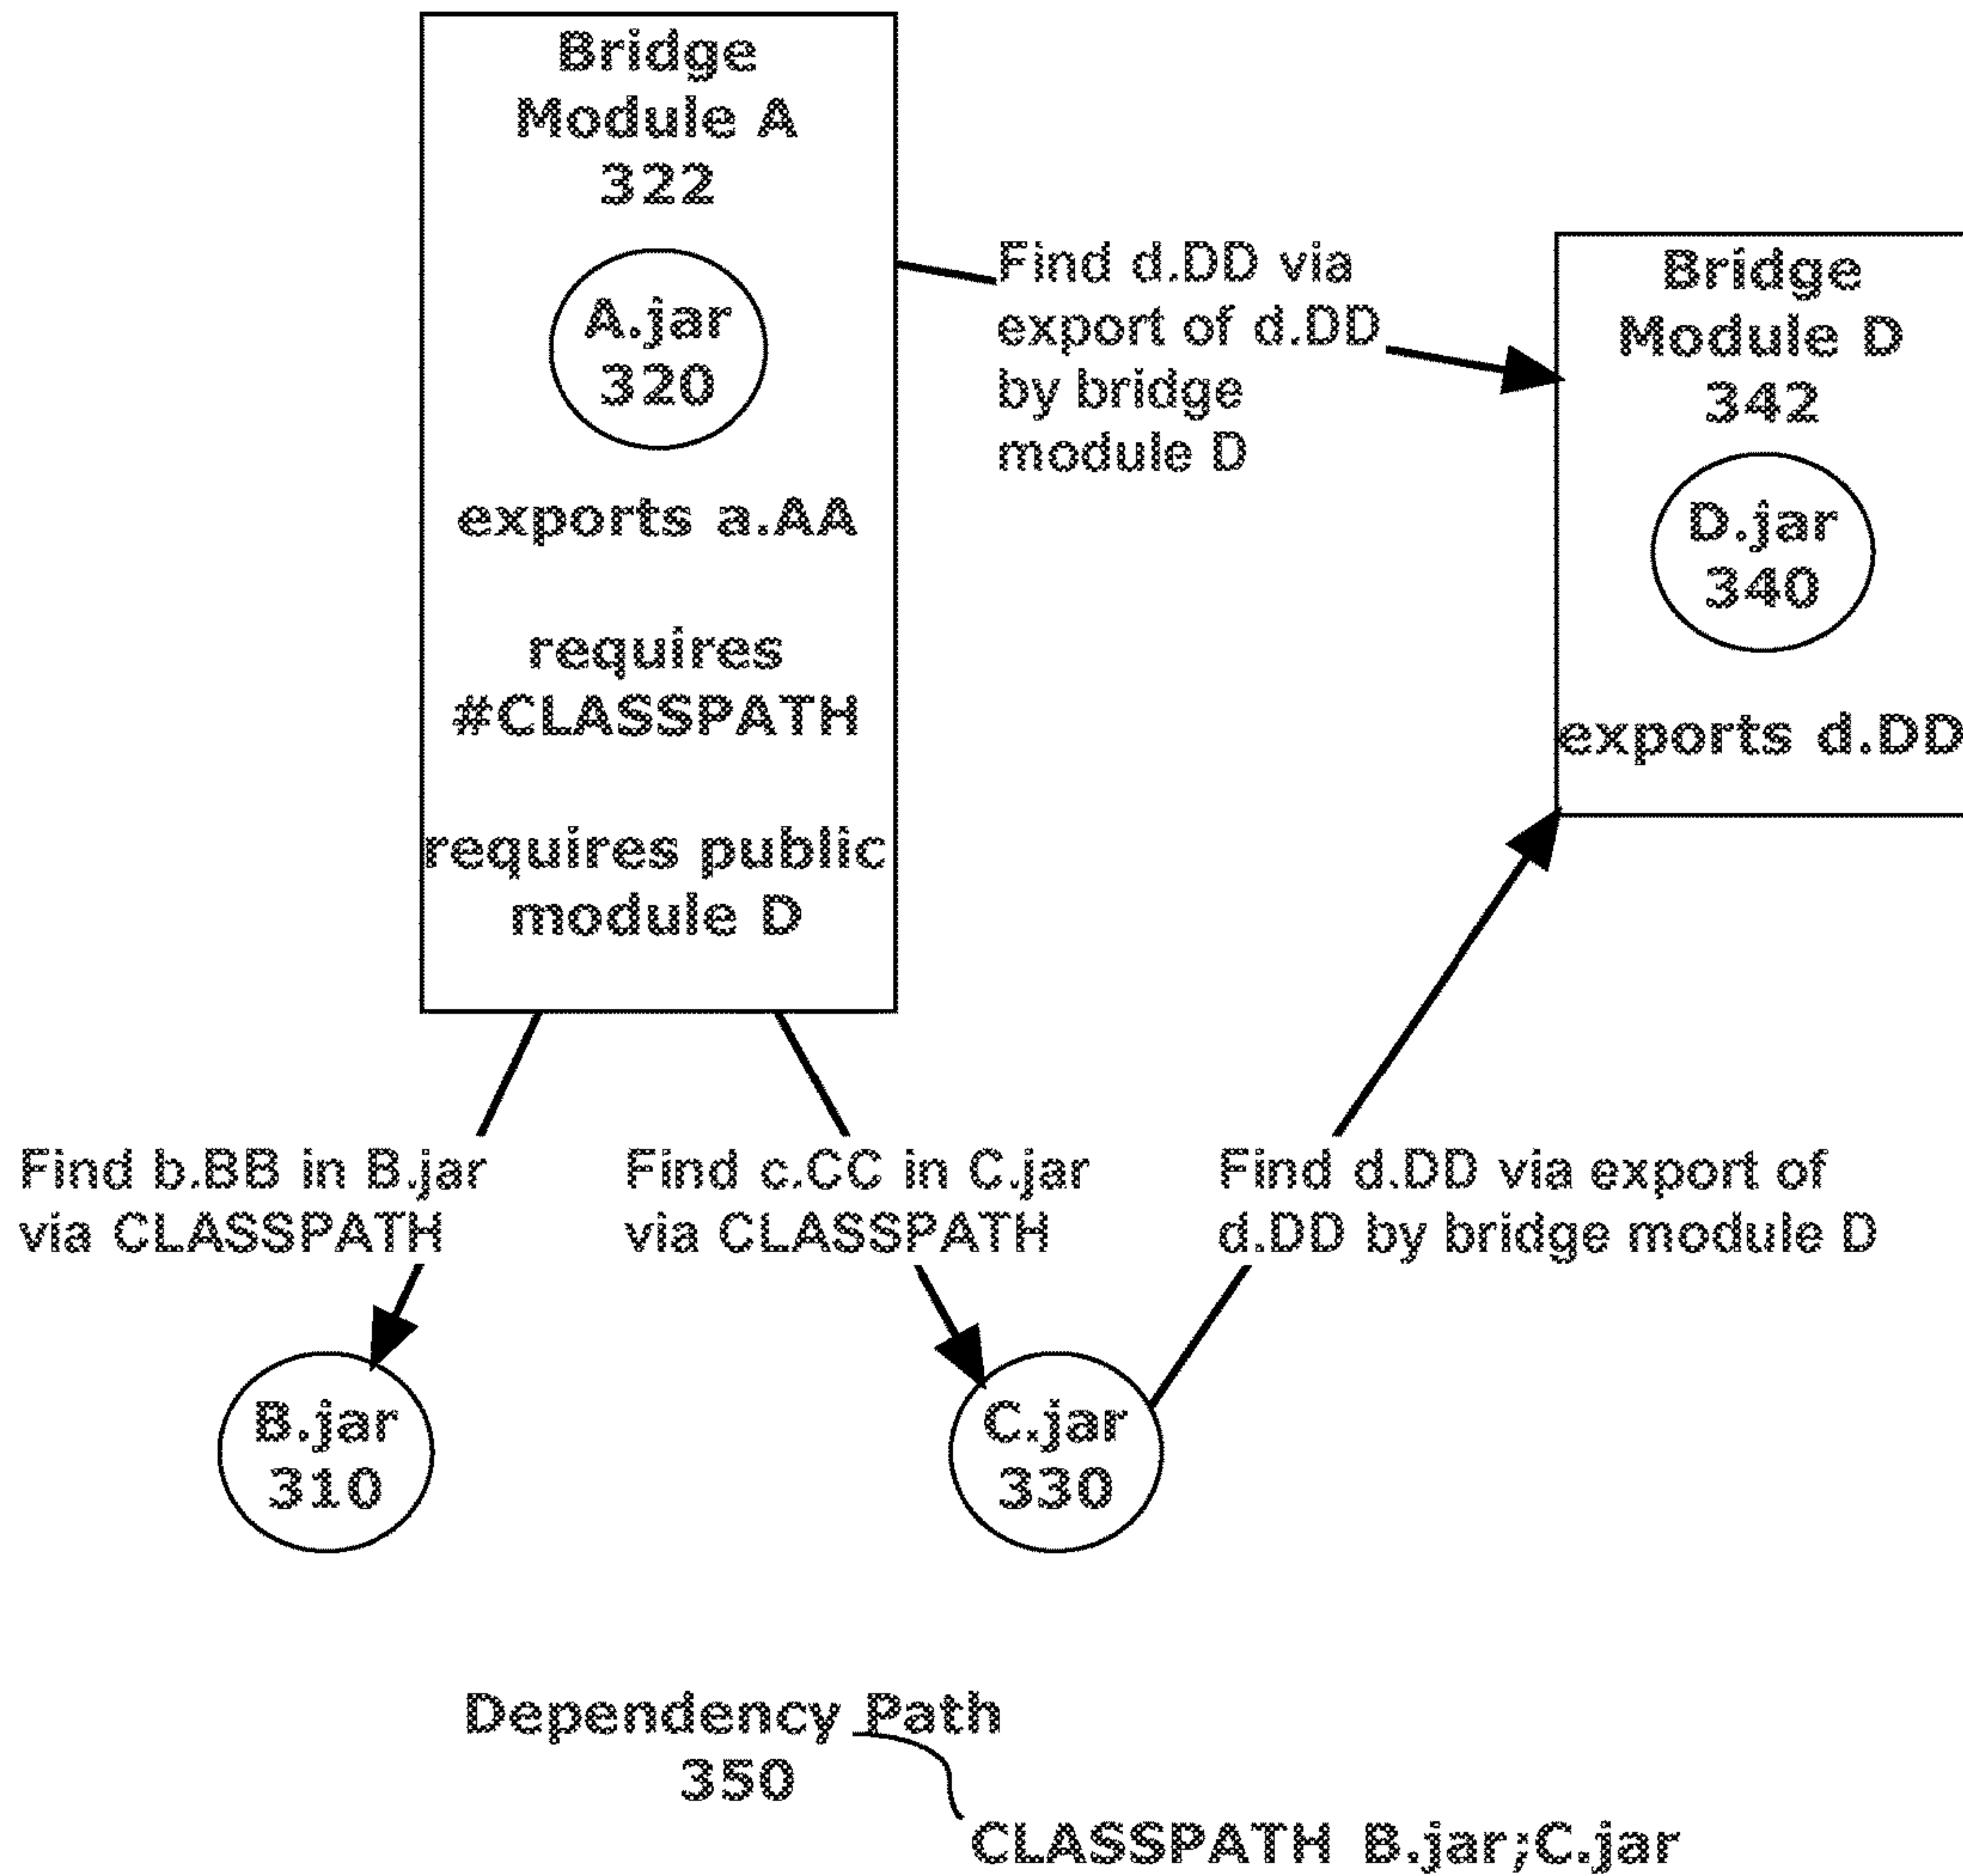 Bridge
Module A
322
A.jar
320
exports a.AA
requires
#CLASSPATH
requires public
module D
Find d.DD via
export of d.DD
by bridge
module D
Bridge
Module D
342
D.jar
340
exports d.DD
Find b.BB in B.jar
via CLASSPATH
Find c.CC in C.jar
via CLASSPATH
Find d.DD via export of
d.DD by bridge module D
B.jar
310
C.jar
330
Dependency Path
350
CLASSPATH B.jar;C.jar